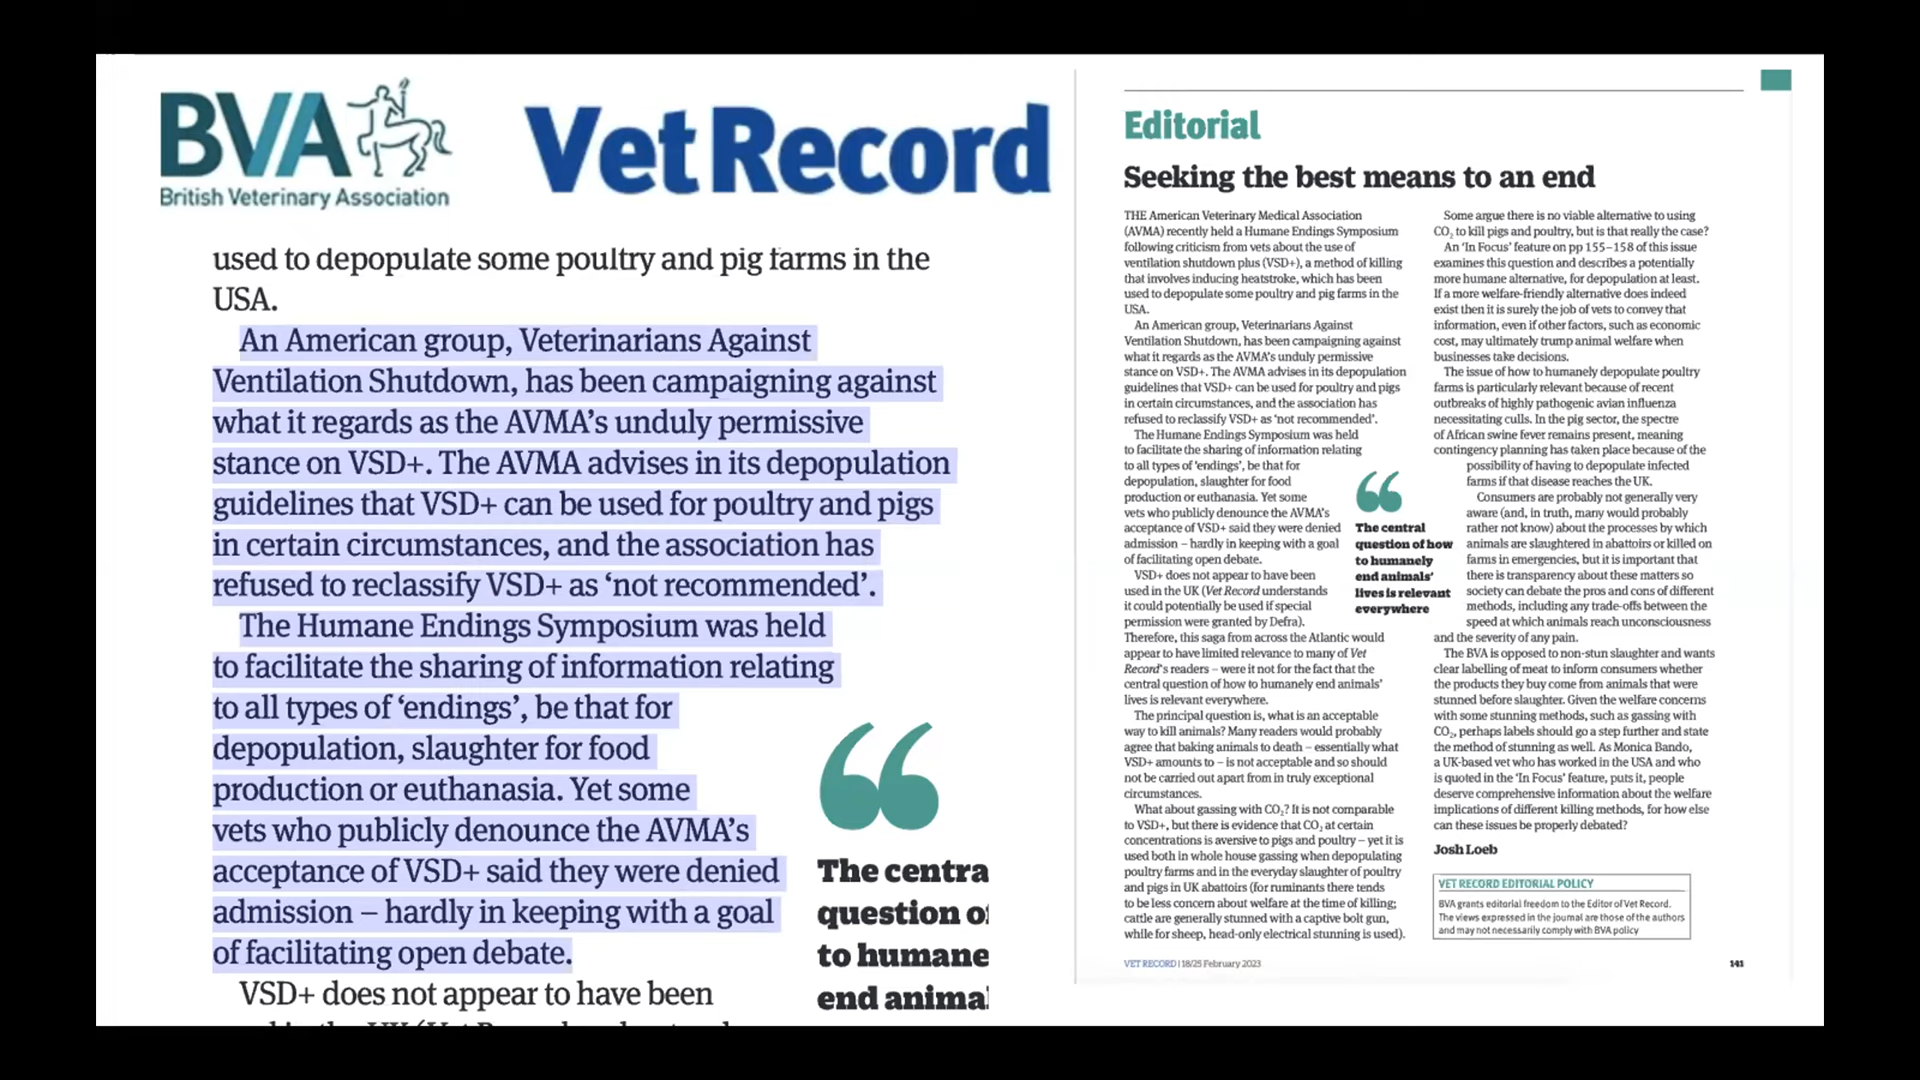 BVA
British Veterinary Association
VetRecord
used to depopulate some poultry and pig farms in the
USA.
An American group, Veterinarians Against
Ventilation Shutdown, has been campaigning against
what it regards as the AVMA's unduly permissive
stance on VSD+. The AVMA advises in its depopulation
guidelines that VSD+ can be used for poultry and pigs
in certain circumstances, and the association has
refused to reclassify VSD+ as ‘not recommended’.
The Humane Endings Symposium was held
to facilitate the sharing of information relating
to all types of ‘endings’, be that for
depopulation, slaughter for food
production or euthanasia. Yet some
vets who publicly denounce the AVMA's
acceptance of VSD+ said they were denied
admission – hardly in keeping with a goal
of facilitating open debate.
VSD+ does not appear to have been
“
The centra
question of
to humane
end animal
Editorial
Seeking the best means to an end
THE American Veterinary Medical Association
(AVMA) recently held a Humane Endings Symposium
following criticism from vets about the use of
ventilation shutdown plus (VSD+), a method of killing
that involves inducing heatstroke, which has been
used to depopulate some poultry and pig farms in the
USA.
An American group, Veterinarians Against
Ventilation Shutdown, has been campaigning against
what it regards as the AVMA's unduly permissive
stance on VSD+. The AVMA advises in its depopulation
guidelines that VSD+ can be used for poultry and pigs
in certain circumstances, and the association has
refused to reclassify VSD+ as ‘not recommended’.
The Humane Endings Symposium was held
to facilitate the sharing of information relating
to all types of ‘endings’, be that for
depopulation, slaughter for food
production or euthanasia. Yet some
vets who publicly denounce the AVMA's
acceptance of VSD+ said they were denied
admission – hardly in keeping with a goal
of facilitating open debate.
VSD+ does not appear to have been
used in the UK (Vet Record understands
it could potentially be used if special
permission were granted by Defra).
Therefore, this saga from across the Atlantic would
appear to have limited relevance to many of Vet
Record's readers – were it not for the fact that the
central question of how to humanely end animals'
lives is relevant everywhere.
The principal question is, what is an acceptable
way to kill animals? Many readers would probably
agree that baking animals to death – essentially what
VSD+ amounts to – is not acceptable and so should
not be carried out apart from in truly exceptional
circumstances.
What about gassing with CO₂? It is not comparable
to VSD+, but there is evidence that CO₂ at certain
concentrations is aversive to pigs and poultry – yet it is
used both in whole house gassing when depopulating
poultry farms and in the everyday slaughter of poultry
and pigs in UK abattoirs (for ruminants there tends
to be less concern about welfare at the time of killing;
cattle are generally stunned with a captive bolt gun,
while for sheep, head-only electrical stunning is used).
“
The central
question of how
to humanely
end animals'
lives is relevant
everywhere
Some argue there is no viable alternative to using
CO₂ to kill pigs and poultry, but is that really the case?
An ‘In Focus’ feature on pp 155–158 of this issue
examines this question and describes a potentially
more humane alternative, for depopulation at least.
If a more welfare-friendly alternative does indeed
exist then it is surely the job of vets to convey that
information, even if other factors, such as economic
cost, may ultimately trump animal welfare when
businesses take decisions.
The issue of how to humanely depopulate poultry
farms is particularly relevant because of recent
outbreaks of highly pathogenic avian influenza
necessitating culls. In the pig sector, the spectre
of African swine fever remains present, meaning
contingency planning has taken place because of the
possibility of having to depopulate infected
farms if that disease reaches the UK.
Consumers are probably not generally very
aware (and, in truth, many would probably
rather not know) about the processes by which
animals are slaughtered in abattoirs or killed on
farms in emergencies, but it is important that
there is transparency about these matters so
society can debate the pros and cons of different
methods, including any trade-offs between the
speed at which animals reach unconsciousness
and the severity of any pain.
The BVA is opposed to non-stun slaughter and wants
clear labelling of meat to inform consumers whether
the products they buy come from animals that were
stunned before slaughter. Given the welfare concerns
with some stunning methods, such as gassing with
CO₂, perhaps labels should go a step further and state
the method of stunning as well. As Monica Bando,
a UK-based vet who has worked in the USA and who
is quoted in the ‘In Focus’ feature, puts it, people
deserve comprehensive information about the welfare
implications of different killing methods, for how else
can these issues be properly debated?
Josh Loeb
VET RECORD EDITORIAL POLICY
BVA grants editorial freedom to the Editor of Vet Record.
The views expressed in the journal are those of the authors
and may not necessarily comply with BVA policy
VET RECORD | 18/25 February 2023
141